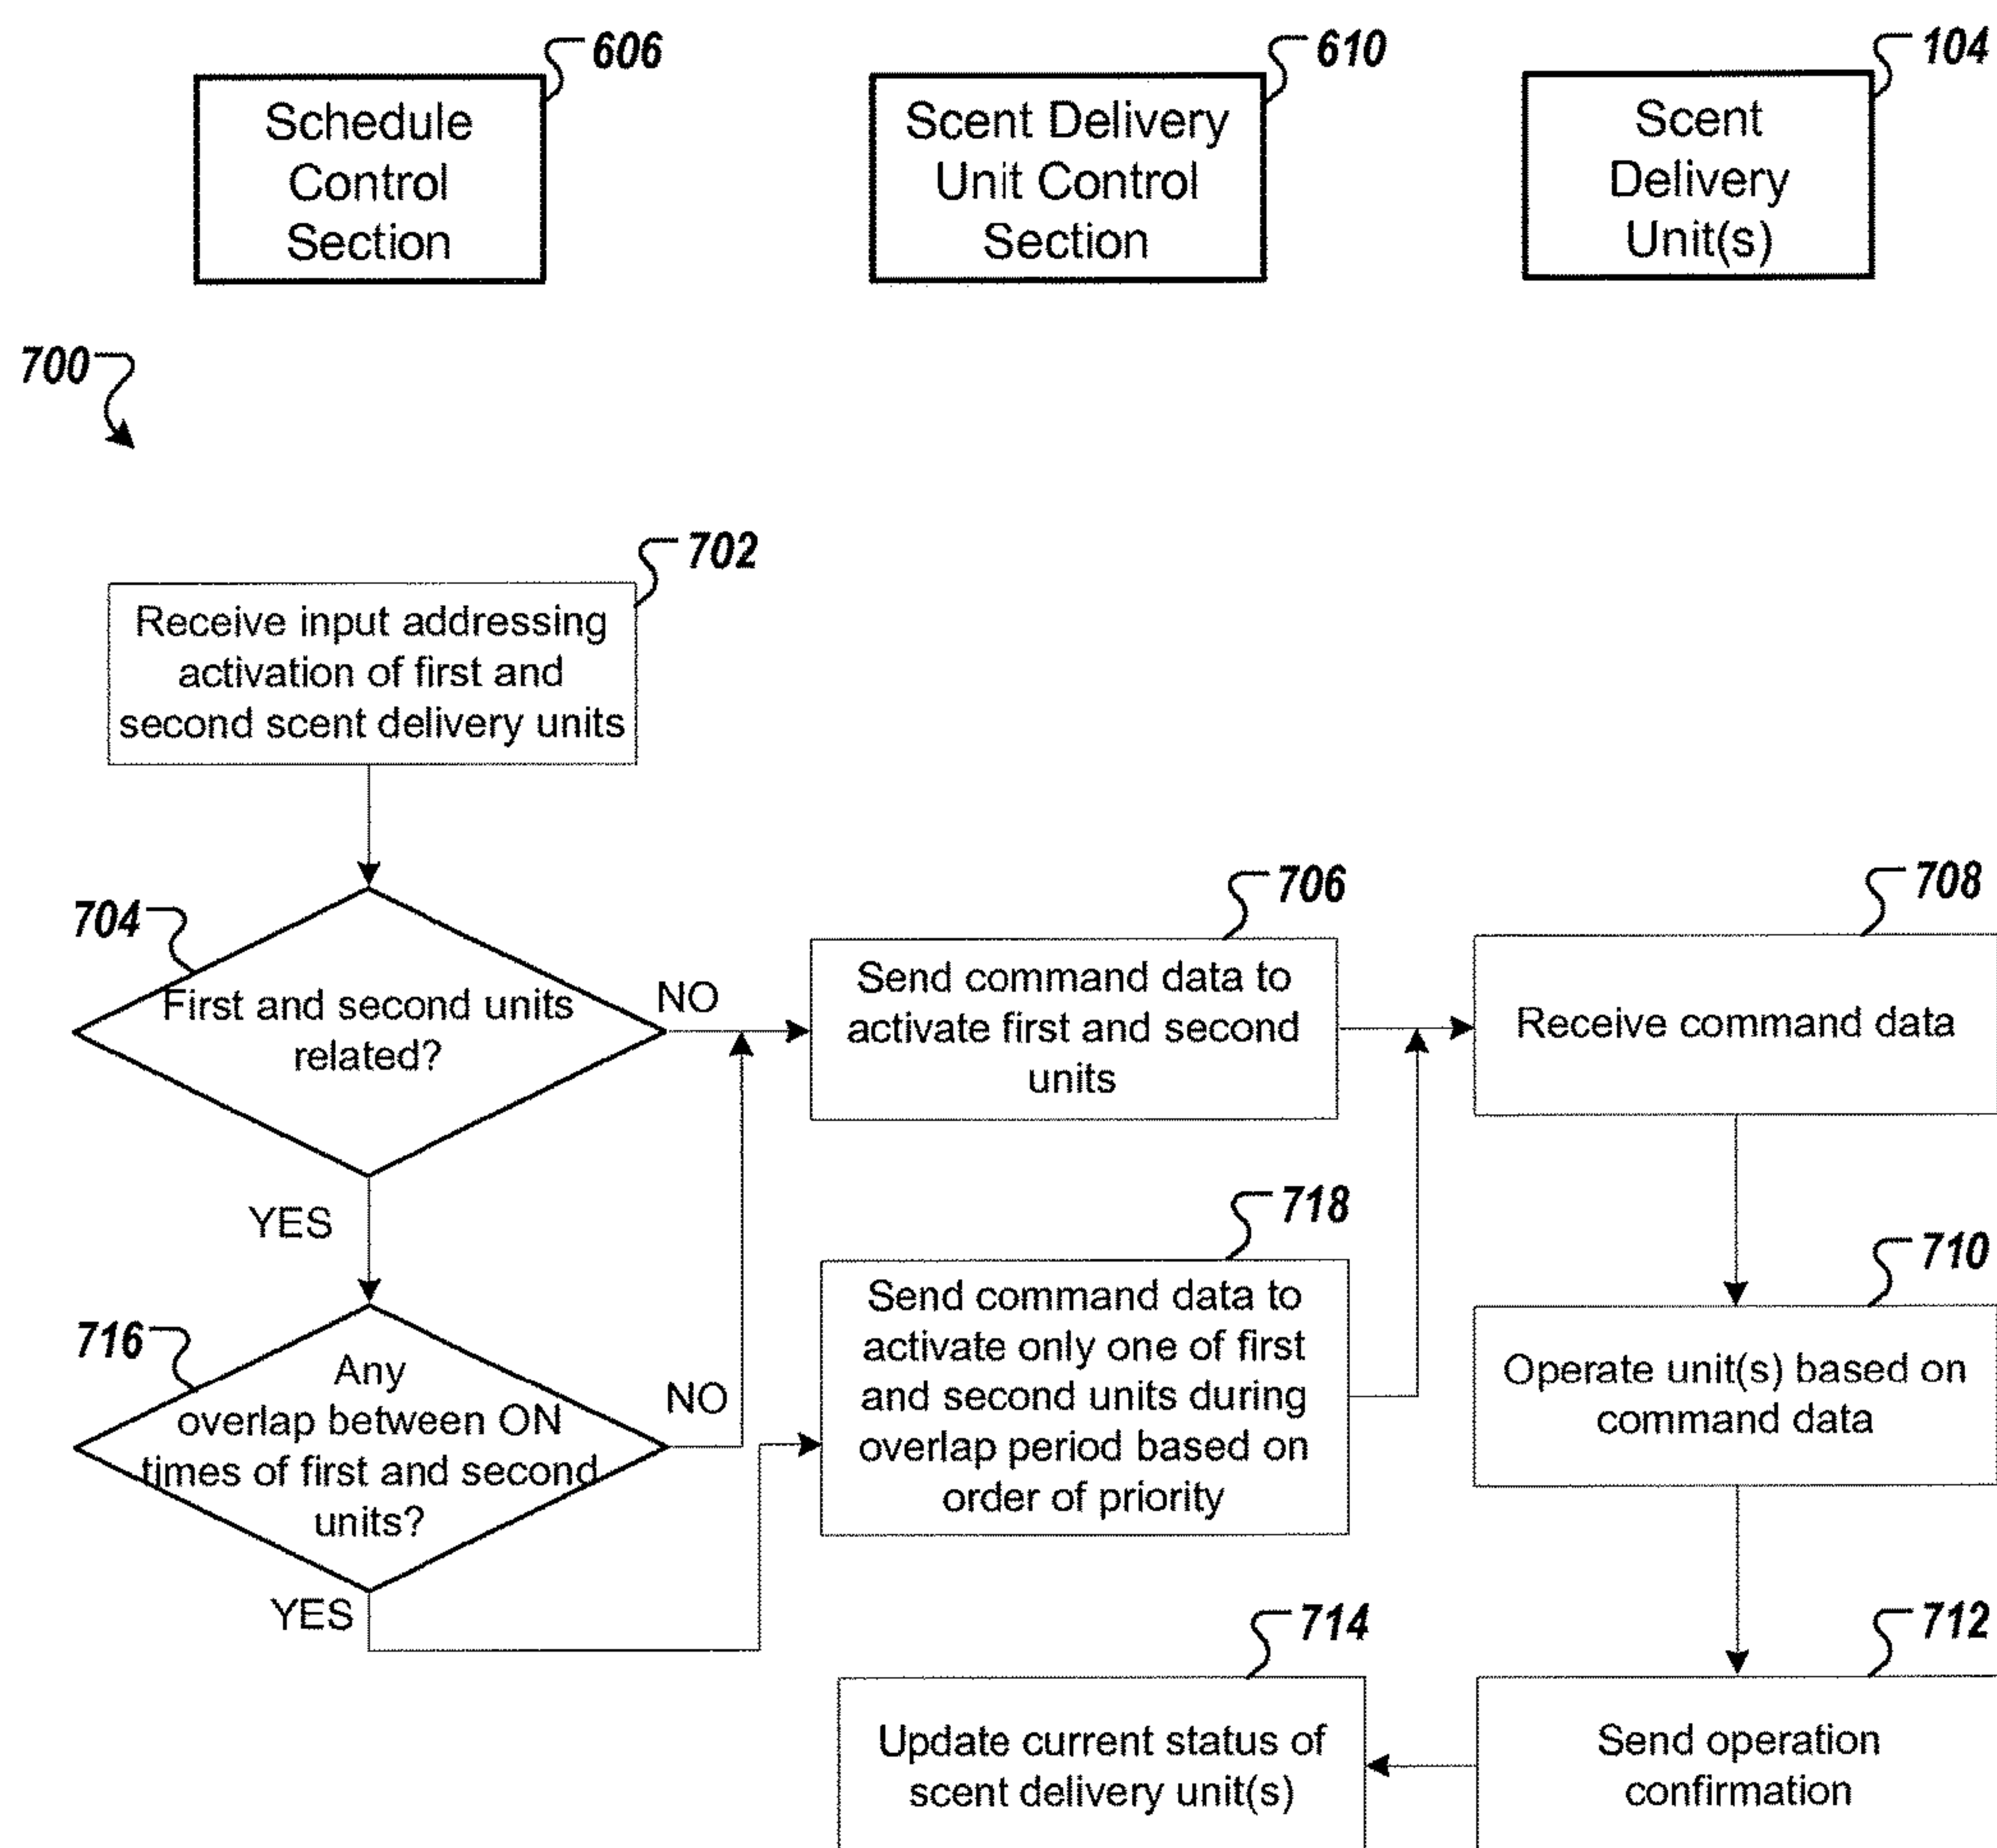 606
610
104
Schedule
Control
Section
Scent Delivery
Unit Control
Section
Scent
Delivery
Unit(s)
700
702
Receive input addressing
activation of first and
second scent delivery units
704
First and second units
related?
NO
YES
706
Send command data to
activate first and second
units
708
Receive command data
716
Any
overlap between ON
times of first and second
units?
NO
YES
718
Send command data to
activate only one of first
and second units during
overlap period based on
order of priority
710
Operate unit(s) based on
command data
714
Update current status of
scent delivery unit(s)
712
Send operation
confirmation